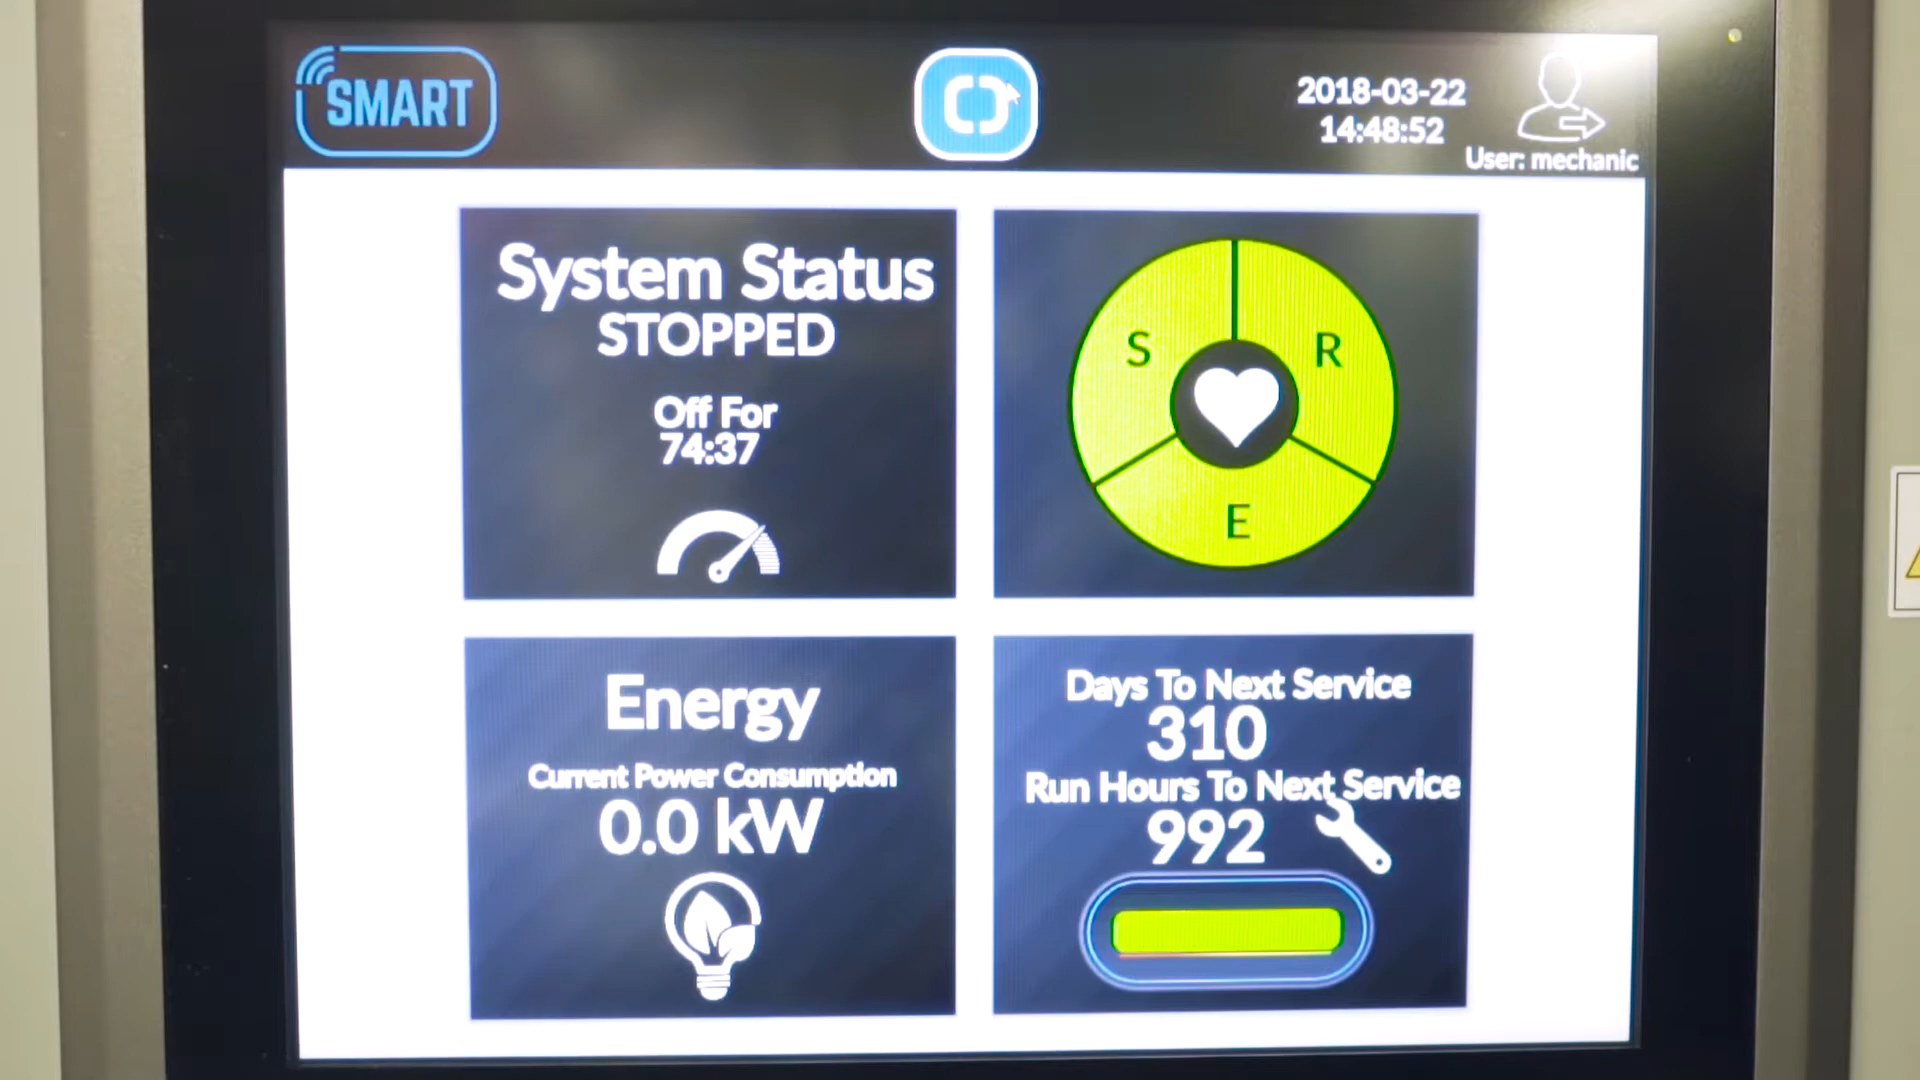 SMART
2018-03-22
14:48:52
User: mechanic
System Status
STOPPED
Off For
74:37
S
R
E
Energy
Current Power Consumption
0.0 kW
Days To Next Service
310
Run Hours To Next Service
992